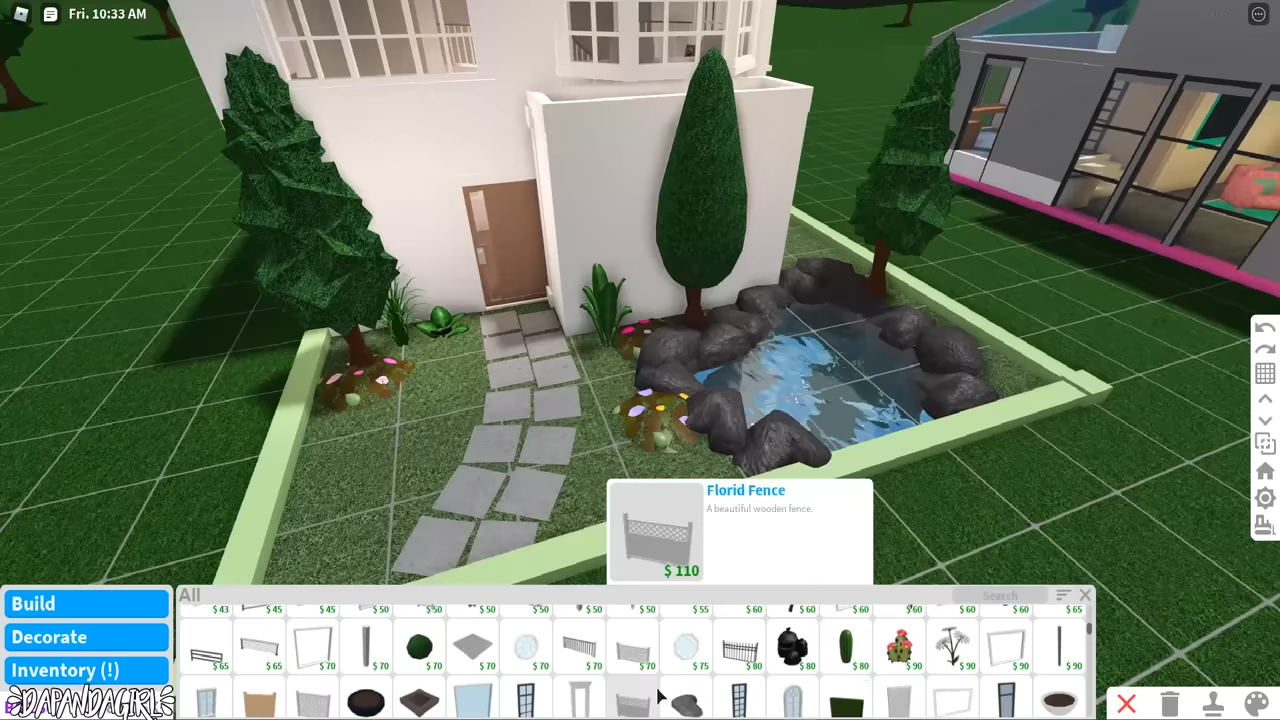 Fri. 10:33 AM
Florid Fence
A beautiful wooden fence.
$ 110
Build
Decorate
Inventory (!)
DAPANDAGIRL
All
Search
$ 43 $ 45 $ 45 $ 50 $ 50 $ 50 $ 50 $ 50 $ 50 $ 55 $ 60 $ 60 $ 60 $ 60 $ 60 $ 60 $ 65
$ 65 $ 65 $ 70 $ 70 $ 70 $ 70 $ 70 $ 70 $ 70 $ 75 $ 80 $ 80 $ 80 $ 90 $ 90 $ 90 $ 90